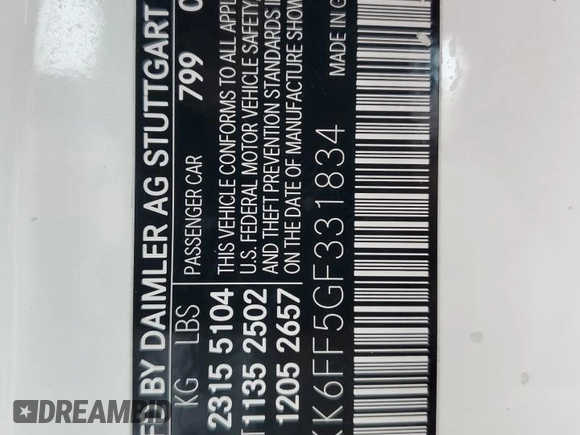 BY DAIMLER AG STUTTGART
799
KG LBS PASSENGER CAR
2315 5104
1135 2502
1205 2657
THIS VEHICLE CONFORMS TO ALL
U.S. FEDERAL MOTOR VEHICLE SAFETY,
AND THEFT PREVENTION STANDARDS
ON THE DATE OF MANUFACTURE SHOW
K6FF5GF331834
MADE IN G
DREAMBID
dreambid.com